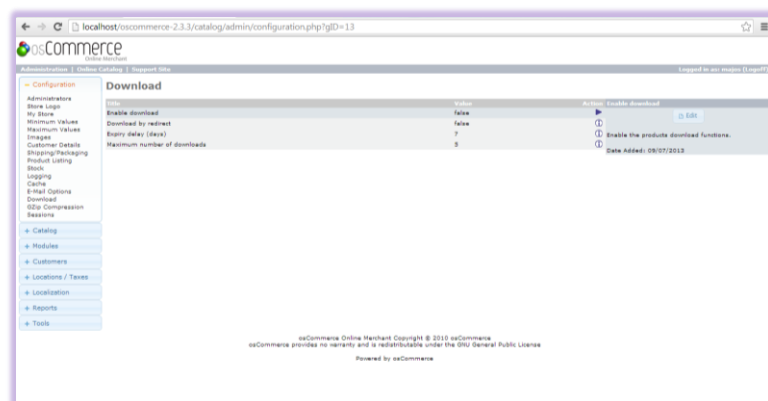 localhost/oscommerce-2.3.3/catalog/admin/configuration.php?gID=13
osCommerce
Online Merchant
Administration | Online Catalog | Support Site
Logged in as: majim (Logoff)
Configuration
Administrators
Store Logo
My Store
Minimum Values
Maximum Values
Images
Customer Details
Shipping/Packaging
Product Listing
Stock
Logging
Cache
E-Mail Options
Download
GZip Compression
Sessions
+ Catalog
+ Modules
+ Customers
+ Locations / Taxes
+ Localization
+ Reports
+ Tools
Download
Title Value Action
Enable download false
Download by redirect false
Expiry delay (days) 7
Maximum number of downloads 5
Enable download
Edit
Enable the products download functions.
Date Added: 09/07/2013
osCommerce Online Merchant Copyright © 2010 osCommerce
osCommerce provides no warranty and is redistributable under the GNU General Public License
Powered by osCommerce